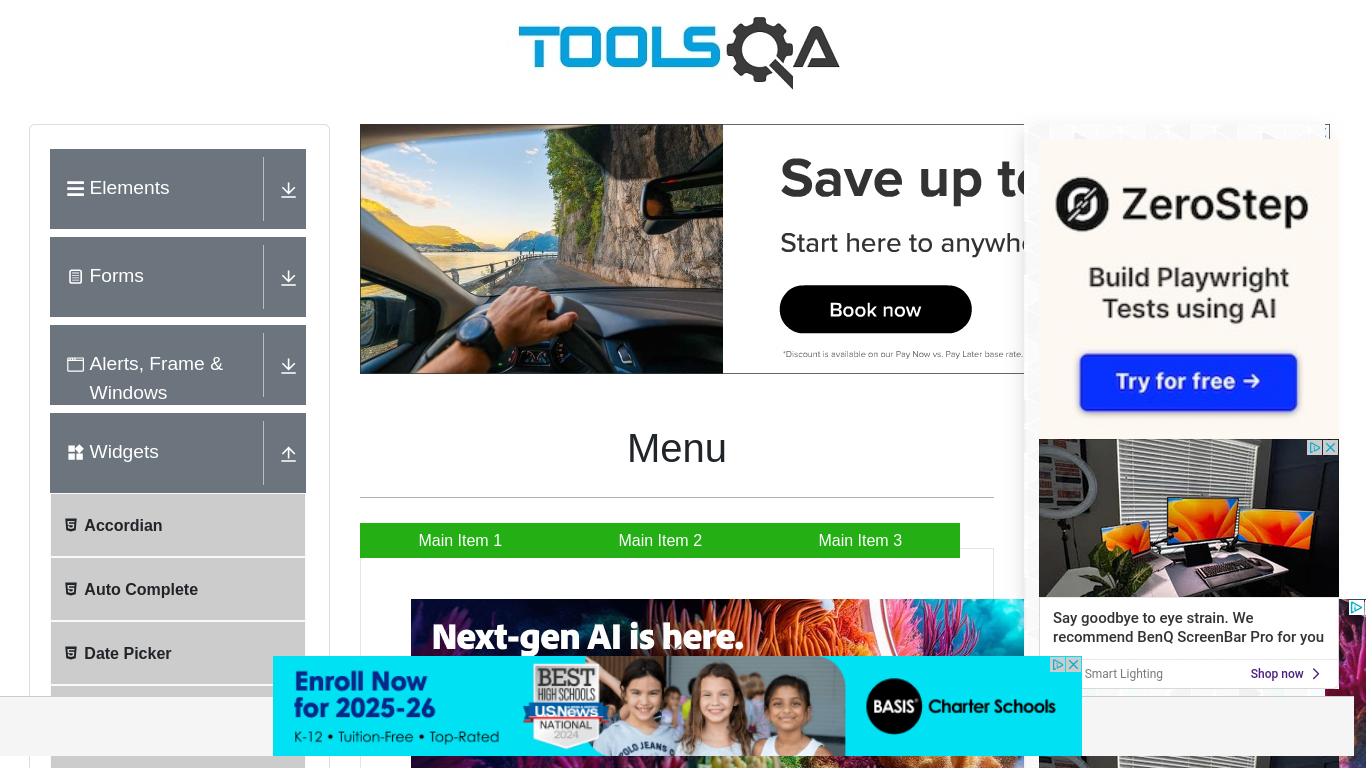 TOOLSQA
Elements
Forms
Alerts, Frame &
Windows
Widgets
Accordian
Auto Complete
Date Picker
Save up to
Start here to anywhe
Book now
*Discount is available on our Pay Now vs. Pay Later base rate.
Menu
Main Item 1
Main Item 2
Main Item 3
Next-gen AI is here.
ZeroStep
Build Playwright
Tests using AI
Try for free →
Say goodbye to eye strain. We
recommend BenQ ScreenBar Pro for you
Smart Lighting
Shop now
Enroll Now
for 2025-26
K-12 • Tuition-Free • Top-Rated
BEST
HIGH SCHOOLS
U.S.News
NATIONAL
2024
POLO JEANS C
BASIS
Charter Schools